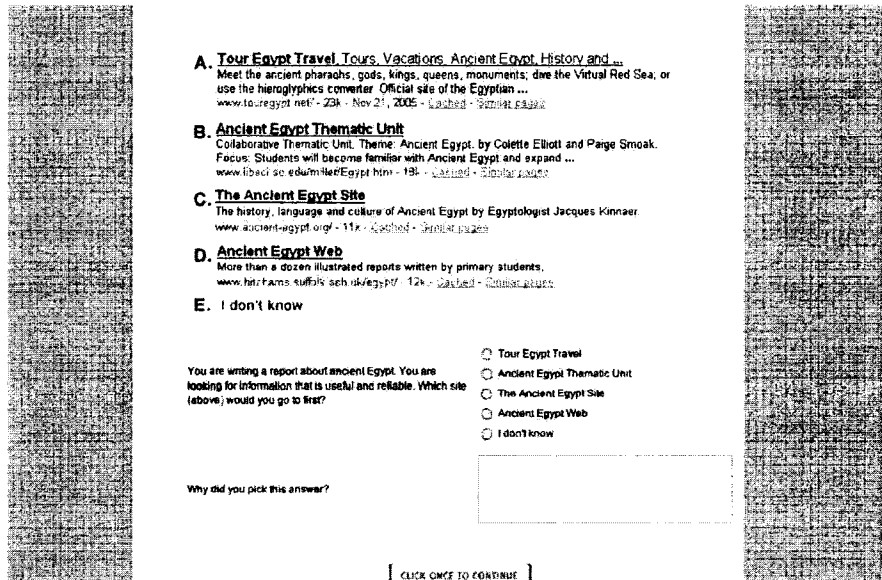 A. Tour Egypt Travel, Tours, Vacations, Ancient Egypt, History and ...
Meet the ancient pharaohs, gods, kings, queens, monuments; dive the Virtual Red Sea; or
use the hieroglyphics converter. Official site of the Egyptian ...
www.touregypt.net/ - 23k - Nov 21, 2005 - Cached - Similar pages
B. Ancient Egypt Thematic Unit
Collaborative Thematic Unit. Theme: Ancient Egypt. by Colette Elliott and Paige Smoak.
Focus: Students will become familiar with Ancient Egypt and expand ...
- Cached - Similar pages
C. The Ancient Egypt Site
The history, language and culture of Ancient Egypt by Egyptologist Jacques Kinnaer.
www.ancient-egypt.org/ - 11k - Cached - Similar pages
D. Ancient Egypt Web
More than a dozen illustrated reports written by primary students,
- 12k - Cached - Similar pages
E. I don't know
You are writing a report about ancient Egypt. You are
looking for information that is useful and reliable. Which site
(above) would you go to first?
Tour Egypt Travel
Ancient Egypt Thematic Unit
The Ancient Egypt Site
Ancient Egypt Web
I don't know
Why did you pick this answer?
CLICK ONCE TO CONTINUE